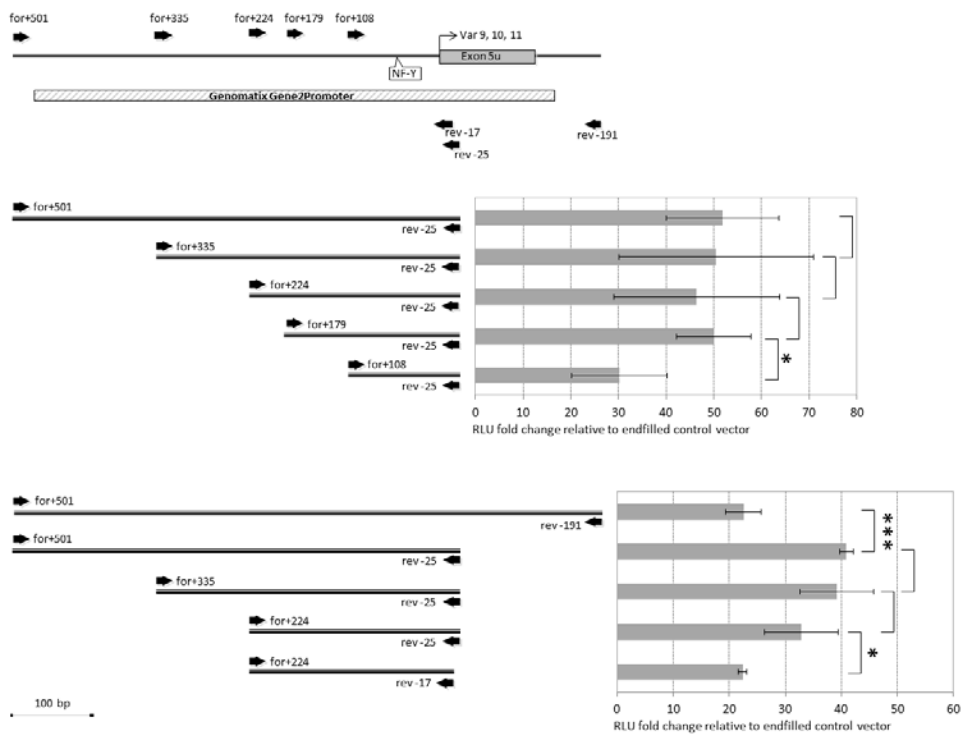 for+501
for+335
for+224
for+179
for+108
Var 9, 10, 11
Exon 5u
NF-Y
Genomatix Gene2Promoter
rev-17
rev-191
rev-25
for+501
rev-25
for+335
rev-25
for+224
rev-25
for+179
rev-25
*
for+108
rev-25
0 10 20 30 40 50 60 70 80
RLU fold change relative to endfilled control vector
for+501
rev-191
***
for+501
rev-25
for+335
rev-25
for+224
rev-25
*
for+224
rev-17
100 bp
0 10 20 30 40 50 60
RLU fold change relative to endfilled control vector